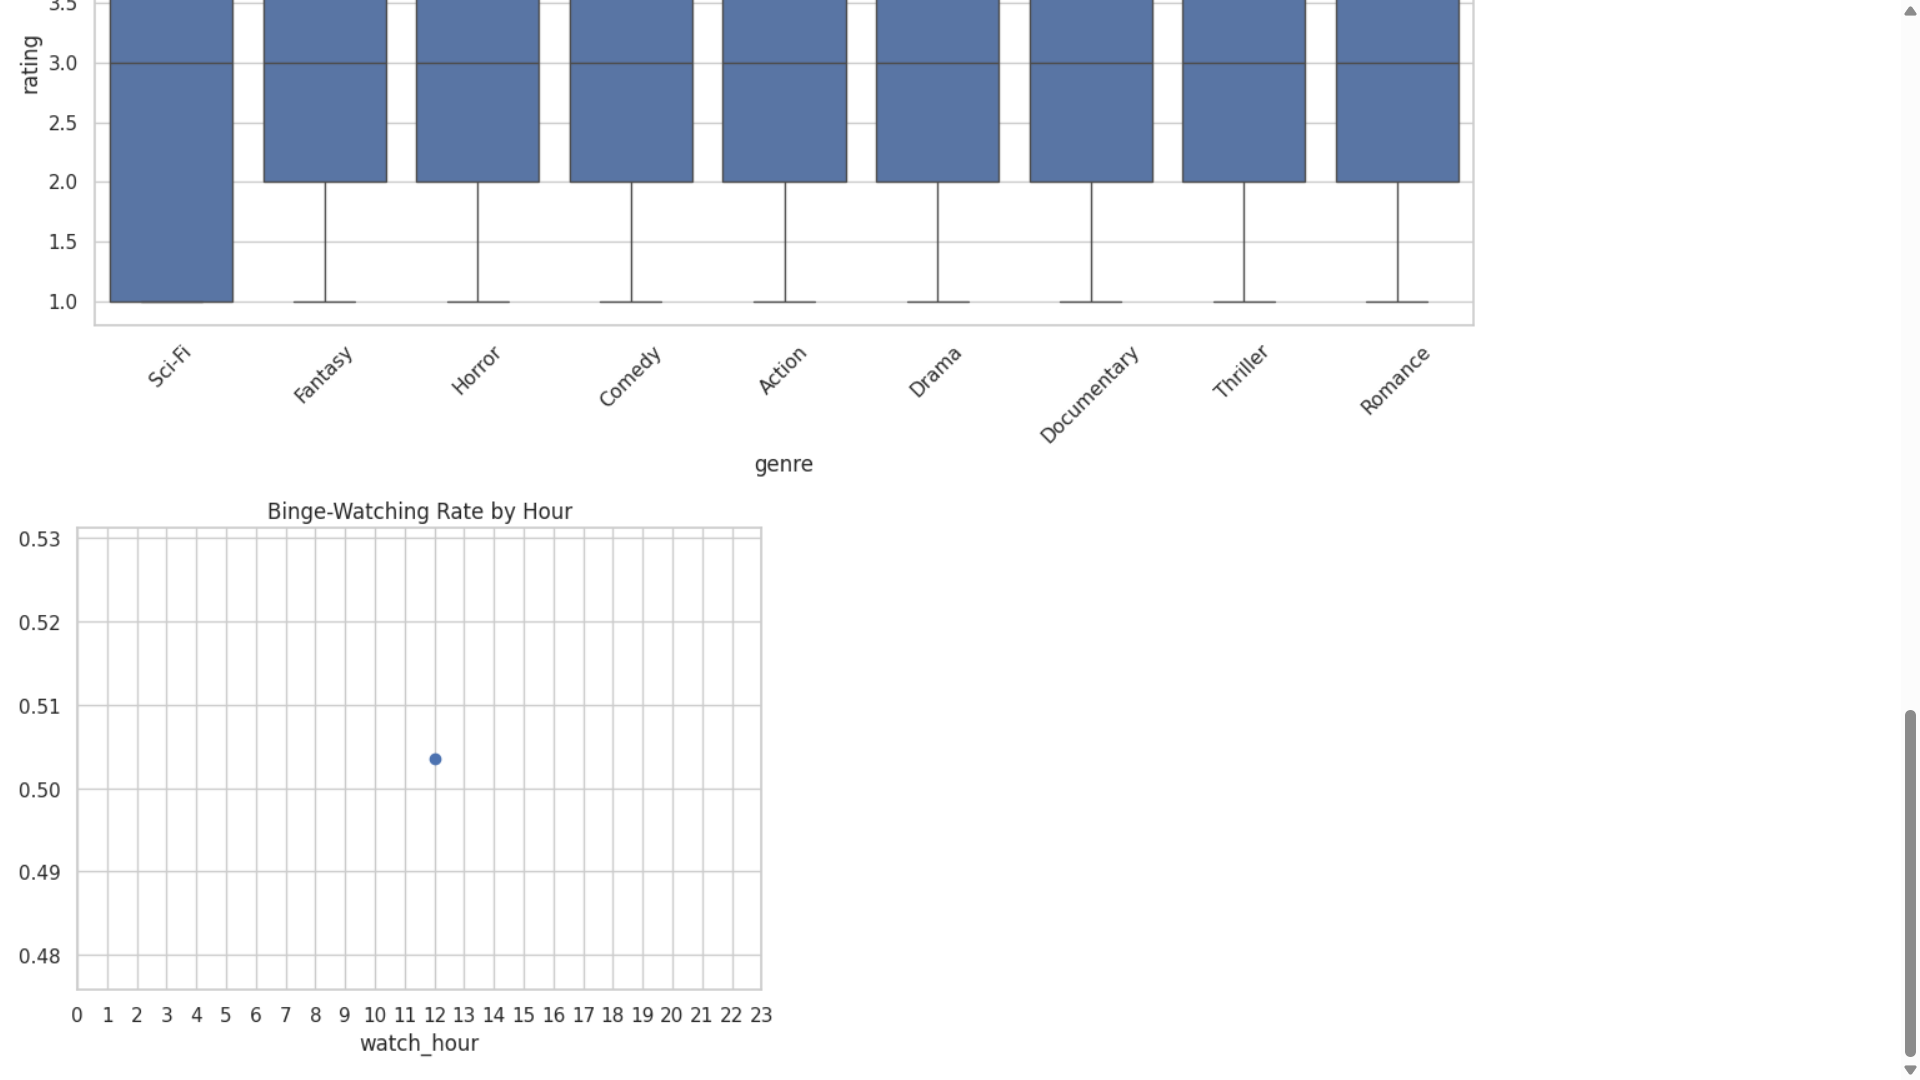 3.5
rating
3.0
2.5
2.0
1.5
1.0
Sci-Fi Fantasy Horror Comedy Action Drama Documentary Thriller Romance
genre
Binge-Watching Rate by Hour
0.53
0.52
0.51
0.50
0.49
0.48
0 1 2 3 4 5 6 7 8 9 10 11 12 13 14 15 16 17 18 19 20 21 22 23
watch_hour